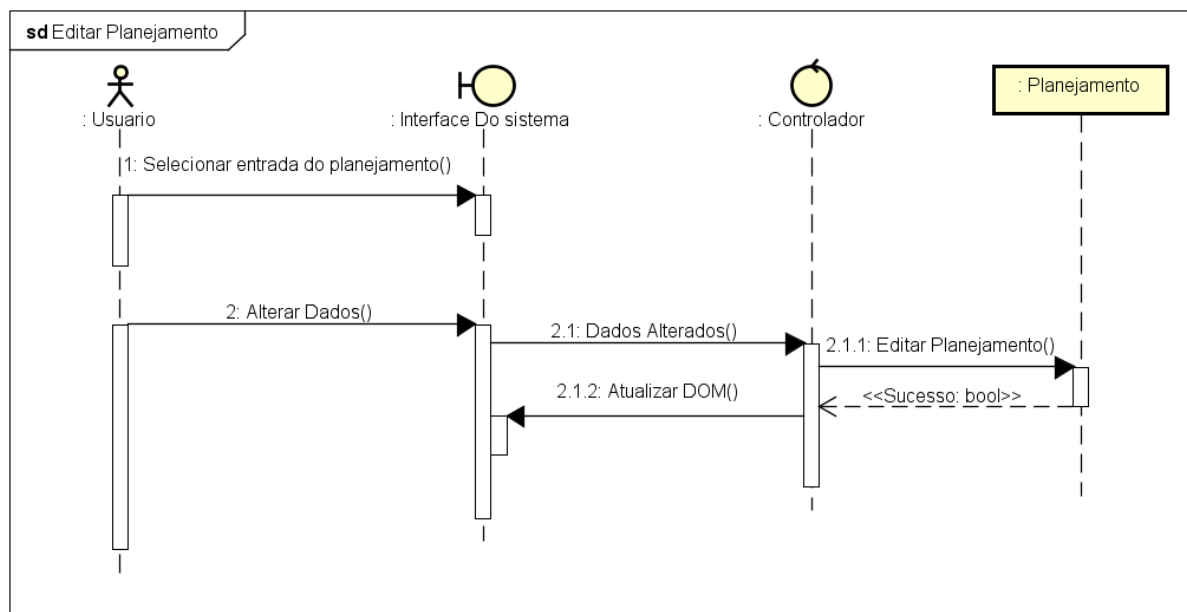 sd Editar Planejamento
: Usuario
: Interface Do sistema
: Controlador
: Planejamento
1: Selecionar entrada do planejamento()
2: Alterar Dados()
2.1: Dados Alterados()
2.1.1: Editar Planejamento()
<<Sucesso: bool>>
2.1.2: Atualizar DOM()